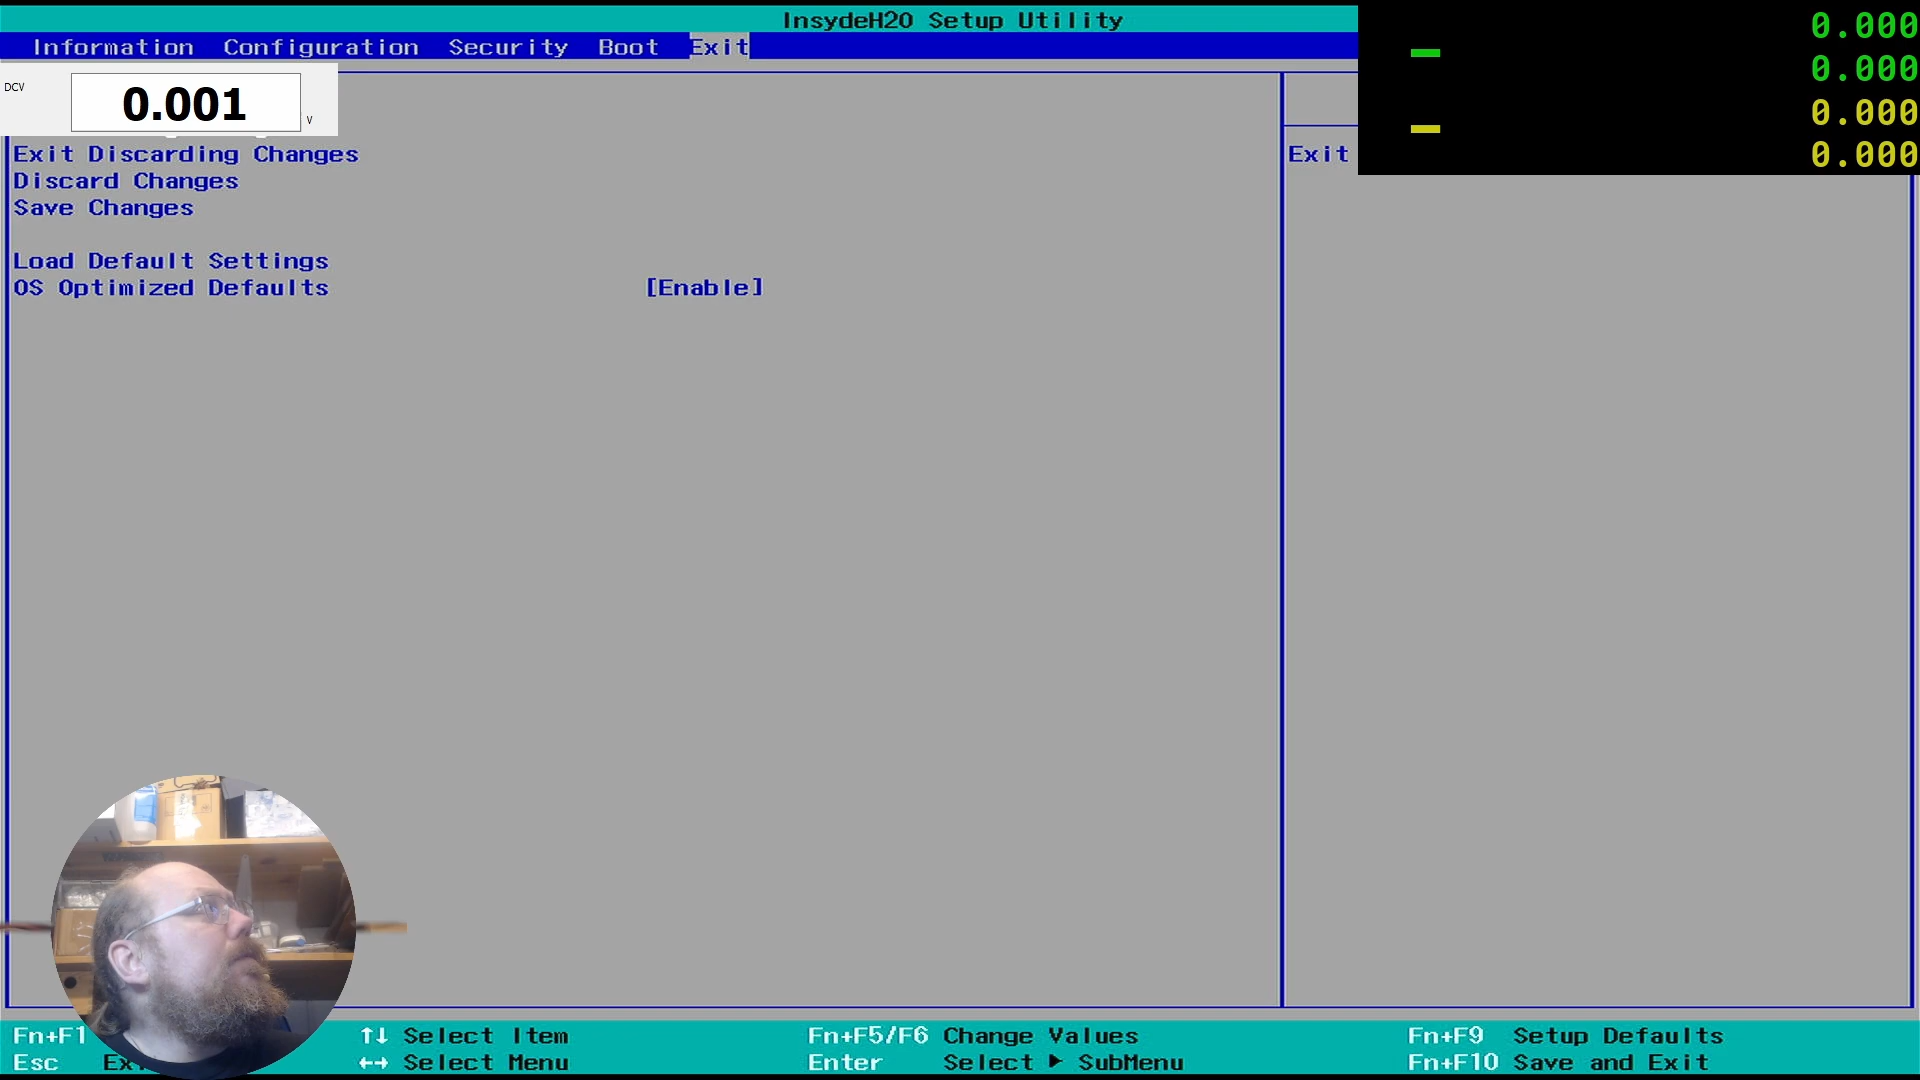 InsydeH2O Setup Utility
Information Configuration Security Boot Exit
0.000
0.000
0.000
0.000
DCV
0.001
V
Exit Discarding Changes
Exit
Discard Changes
Save Changes
Load Default Settings
OS Optimized Defaults [Enable]
Fn+F1 ↑↓ Select Item Fn+F5/F6 Change Values Fn+F9 Setup Defaults
Esc ←→ Select Menu Enter Select ▶ SubMenu Fn+F10 Save and Exit